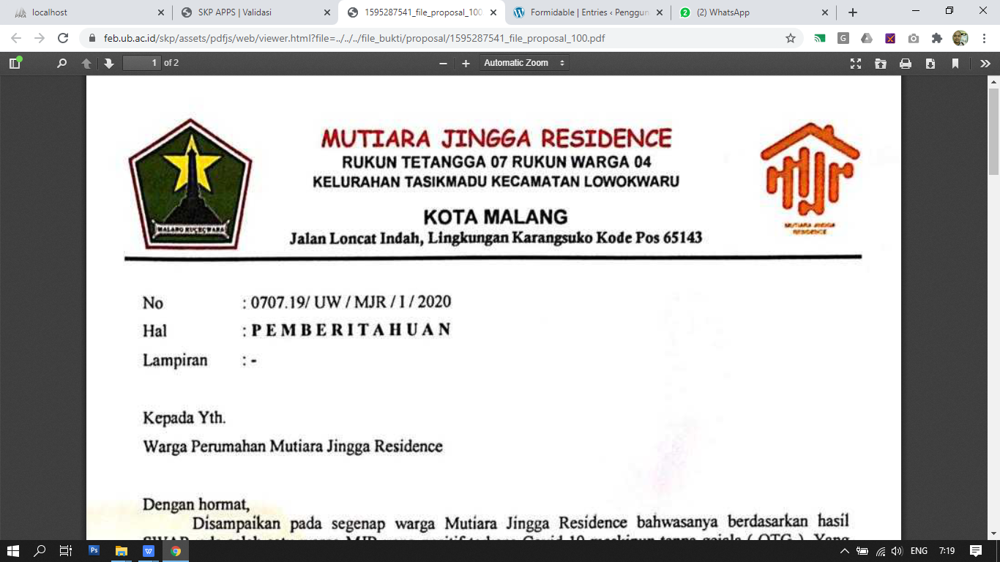 localhost
SKP APPS | Validasi
1595287541_file_proposal_100
Formidable | Entries ‹ Penggun
(2) WhatsApp
feb.ub.ac.id/skp/assets/pdfjs/web/viewer.html?file=../../../file_bukti/proposal/1595287541_file_proposal_100.pdf
1 of 2
Automatic Zoom
MUTIARA JINGGA RESIDENCE
RUKUN TETANGGA 07 RUKUN WARGA 04
KELURAHAN TASIKMADU KECAMATAN LOWOKWARU
KOTA MALANG
Jalan Loncat Indah, Lingkungan Karangsuko Kode Pos 65143
MALANG KUÇEÇWARA
MUTIARA JINGGA
RESIDENCE
No : 0707.19/ UW / MJR / I / 2020
Hal : P E M B E R I T A H U A N
Lampiran : -
Kepada Yth.
Warga Perumahan Mutiara Jingga Residence
Dengan hormat,
Disampaikan pada segenap warga Mutiara Jingga Residence bahwasanya berdasarkan hasil
ENG 7:19